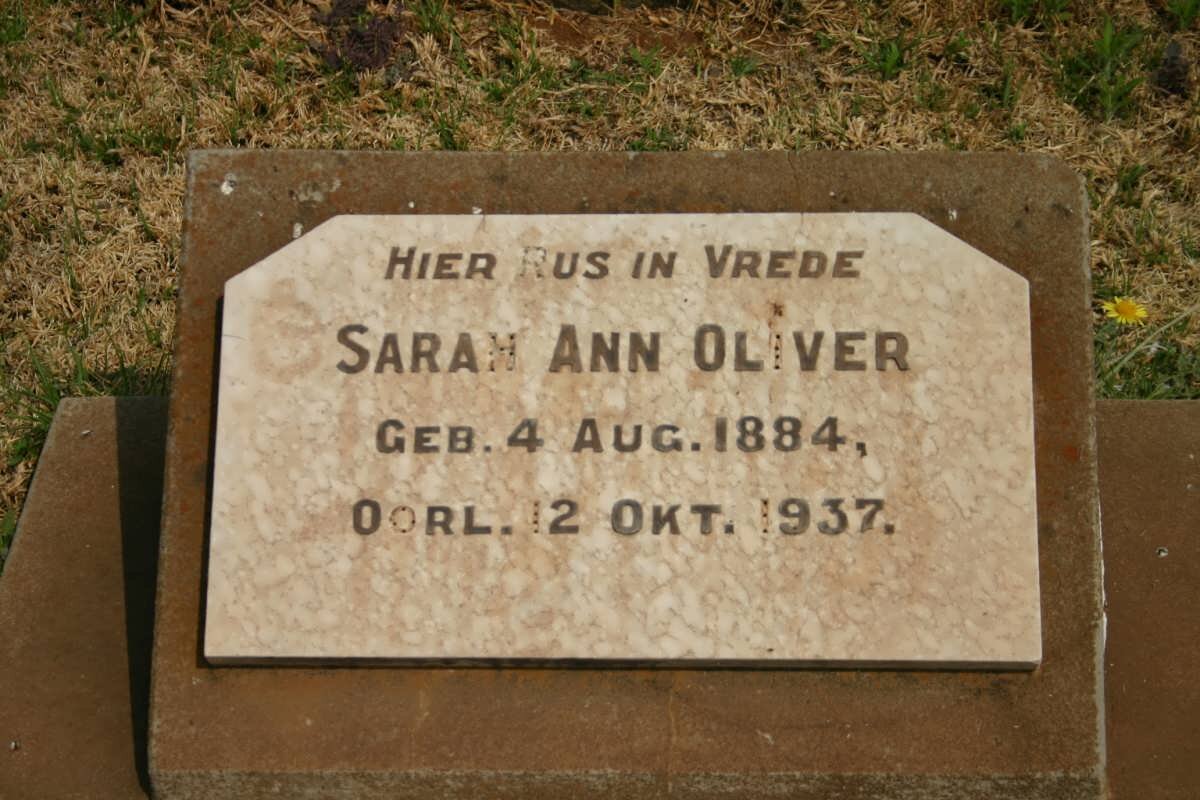 Hier Rus in Vrede
Sarah Ann Oliver
Geb. 4 Aug. 1884,
Oorl. 12 Okt. 1937.